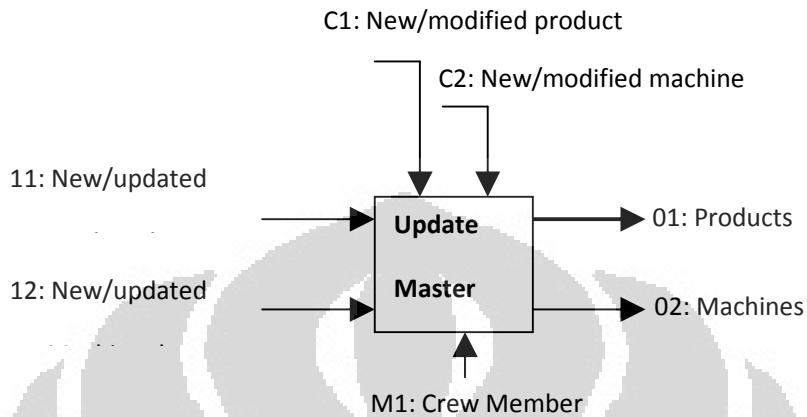 C1: New/modified product
C2: New/modified machine
11: New/updated
Update
01: Products
12: New/updated
Master
02: Machines
M1: Crew Member